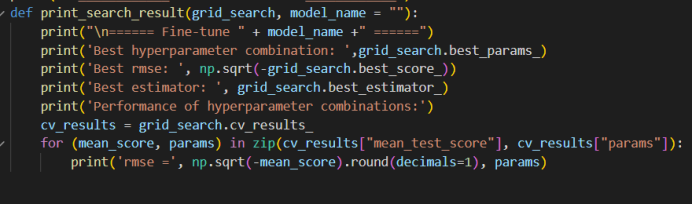 def print_search_result(grid_search, model_name = ""):
print("\n====== Fine-tune " + model_name +" ======")
print('Best hyperparameter combination: ',grid_search.best_params_)
print('Best rmse: ', np.sqrt(-grid_search.best_score_))
print('Best estimator: ', grid_search.best_estimator_)
print('Performance of hyperparameter combinations:')
cv_results = grid_search.cv_results_
for (mean_score, params) in zip(cv_results["mean_test_score"], cv_results["params"]):
print('rmse =', np.sqrt(-mean_score).round(decimals=1), params)